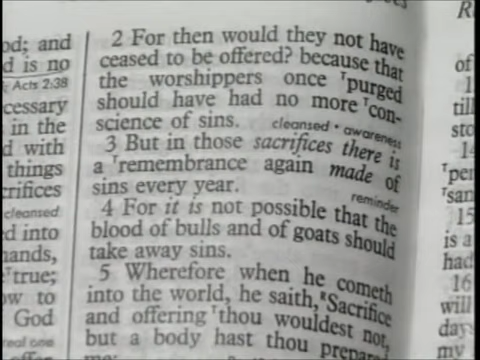 od; and
d is no
Acts 2:38
cessary
s in the
d with
things
crifices
cleansed
d into
hands,
true;
ow to
God
2 For then would they not have
ceased to be offered? because that
the worshippers once ⸢purged
should have had no more ⸢con-
science of sins.
cleansed • awareness
3 But in those sacrifices there is
a ⸢remembrance again made of
sins every year.
reminder
4 For it is not possible that the
blood of bulls and of goats should
take away sins.
5 Wherefore when he cometh
into the world, he saith, Sacrifice
and offering ⸢thou wouldest not,
but a body hast thou prepared
me:
R
of
till
sto
14
⸢per
⸢san
15
is a
had
16
will
days
my